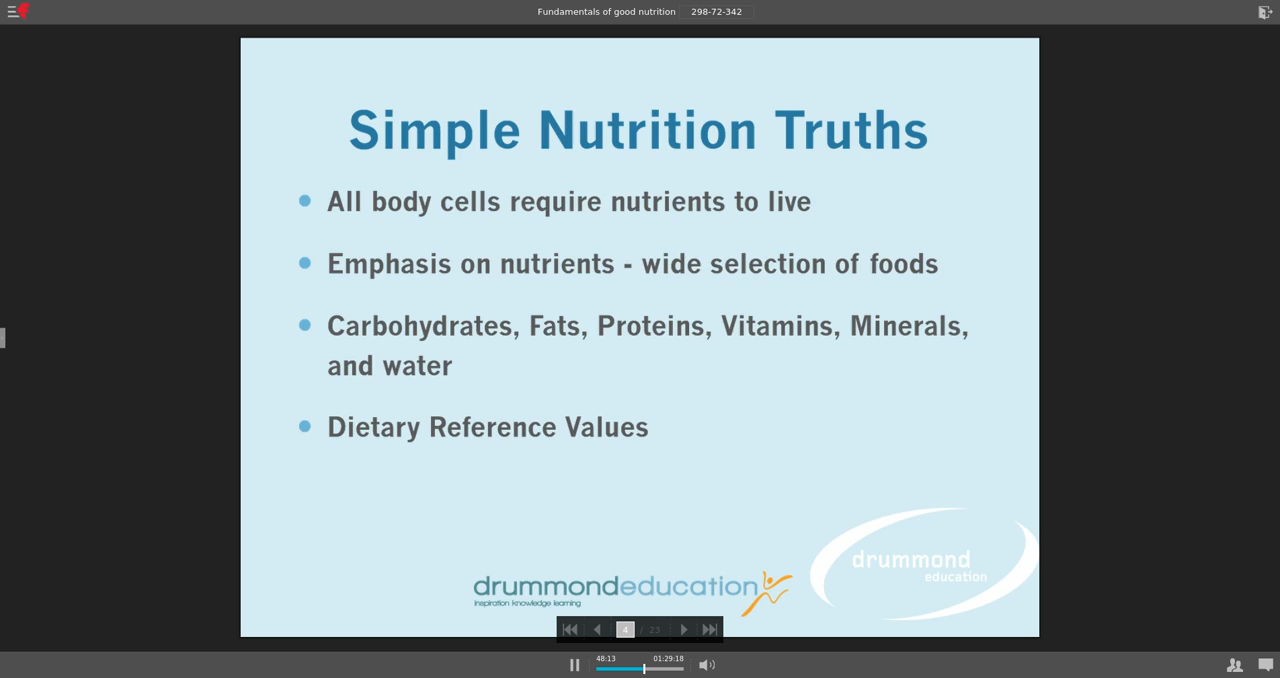 Fundamentals of good nutrition 298-72-342
Simple Nutrition Truths
All body cells require nutrients to live
Emphasis on nutrients - wide selection of foods
Carbohydrates, Fats, Proteins, Vitamins, Minerals,
and water
Dietary Reference Values
drummond
education
drummondeducation
inspiration knowledge learning
4 / 23
48:13 01:29:18